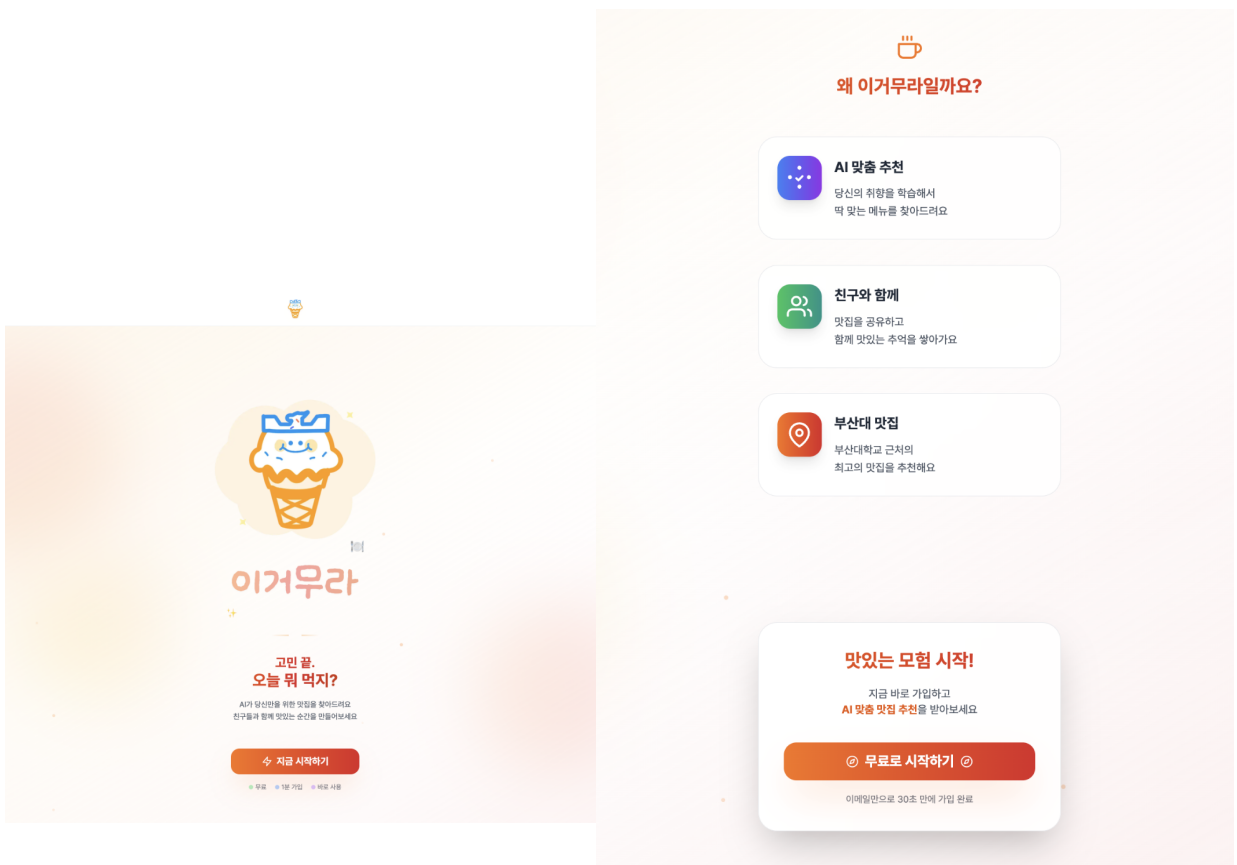 이거무라
고민 끝.
오늘 뭐 먹지?
AI가 당신만을 위한 맛집을 찾아드려요
친구들과 함께 맛있는 순간을 만들어보세요
지금 시작하기
무료 1분 가입 바로 사용
왜 이거무라일까요?
AI 맞춤 추천
당신의 취향을 학습해서
딱 맞는 메뉴를 찾아드려요
친구와 함께
맛집을 공유하고
함께 맛있는 추억을 쌓아가요
부산대 맛집
부산대학교 근처의
최고의 맛집을 추천해요
맛있는 모험 시작!
지금 바로 가입하고
AI 맞춤 맛집 추천을 받아보세요
무료로 시작하기
이메일만으로 30초 만에 가입 완료